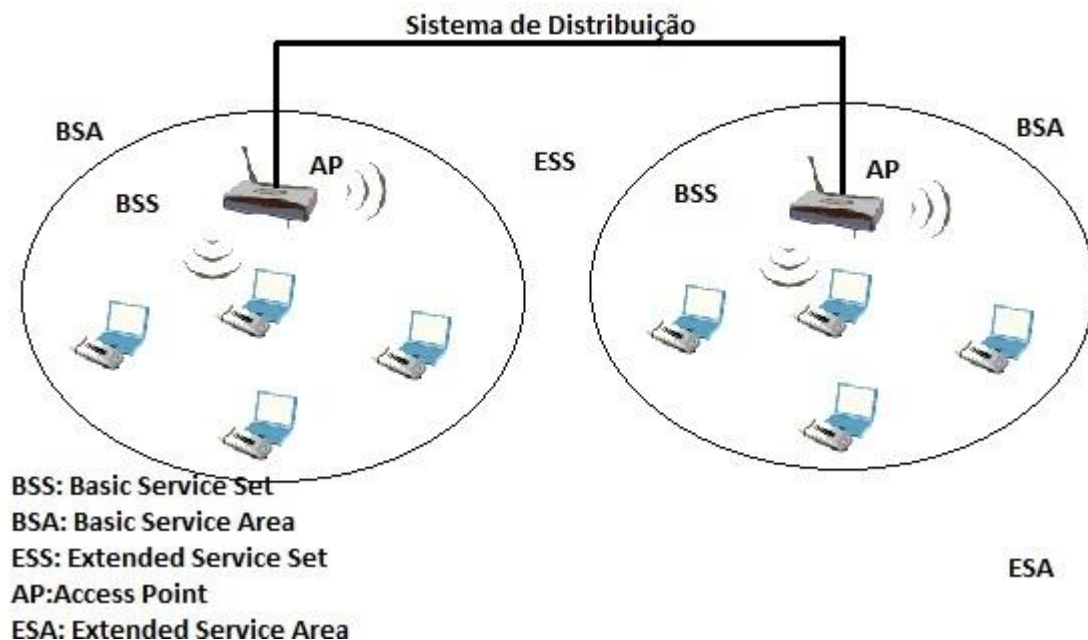 Sistema de Distribuição
BSA
BSA
AP
ESS
AP
BSS
BSS
BSS: Basic Service Set
BSA: Basic Service Area
ESS: Extended Service Set
ESA
AP:Access Point
ESA: Extended Service Area